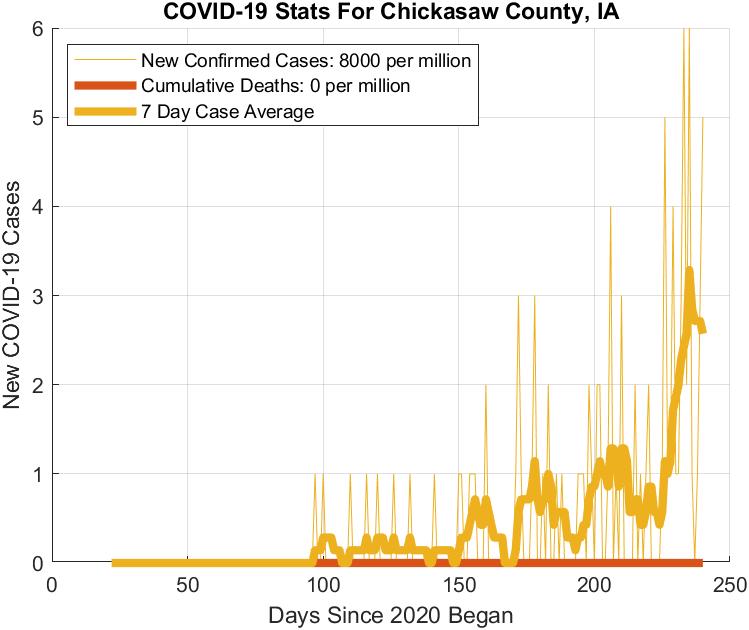 COVID-19 Stats For Chickasaw County, IA
New Confirmed Cases: 8000 per million
Cumulative Deaths: 0 per million
7 Day Case Average
New COVID-19 Cases
6
5
4
3
2
1
0
0 50 100 150 200 250
Days Since 2020 Began